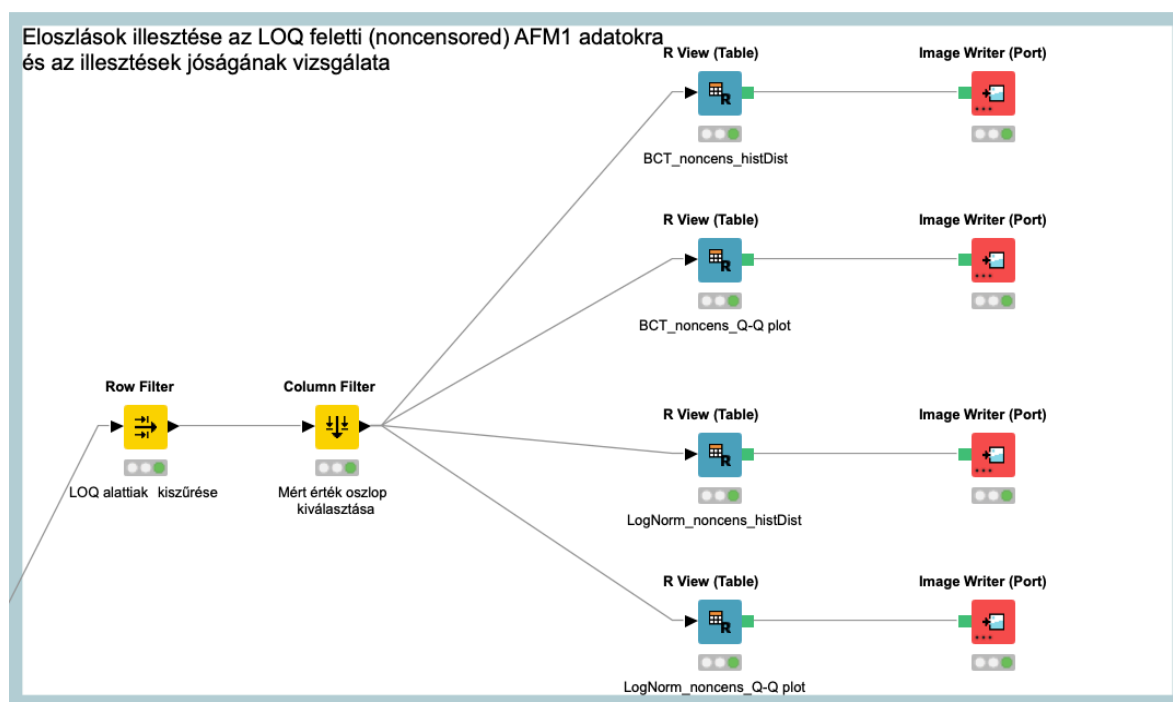 Eloszlások illesztése az LOQ feletti (noncensored) AFM1 adatokra
és az illesztések jóságának vizsgálata
R View (Table)
Image Writer (Port)
R
BCT_noncens_histDist
R View (Table)
Image Writer (Port)
R
BCT_noncens_Q-Q plot
Row Filter
Column Filter
LOQ alattiak kiszűrése
Mért érték oszlop
kiválasztása
R View (Table)
Image Writer (Port)
R
LogNorm_noncens_histDist
R View (Table)
Image Writer (Port)
R
LogNorm_noncens_Q-Q plot